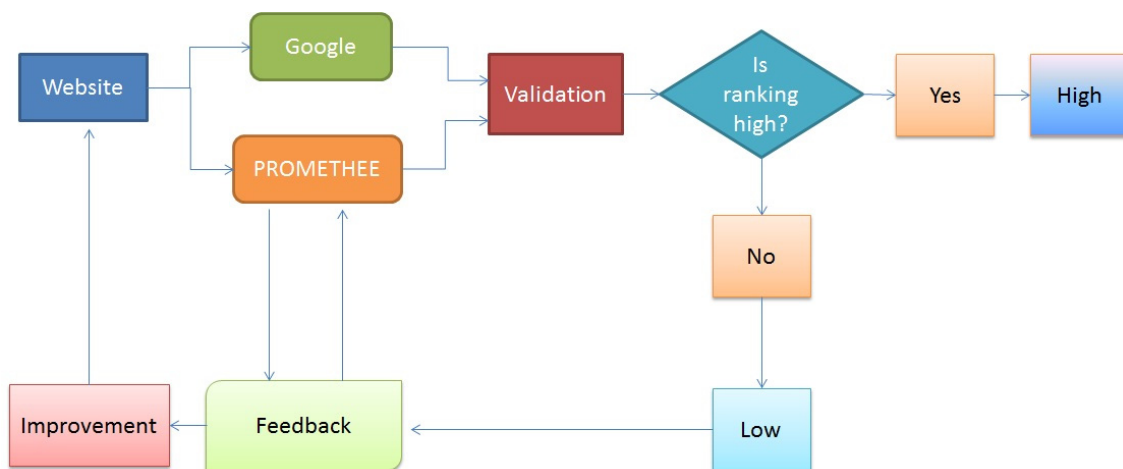 Google
Website
Validation
Is
ranking
high?
Yes
High
PROMETHEE
No
Improvement
Feedback
Low